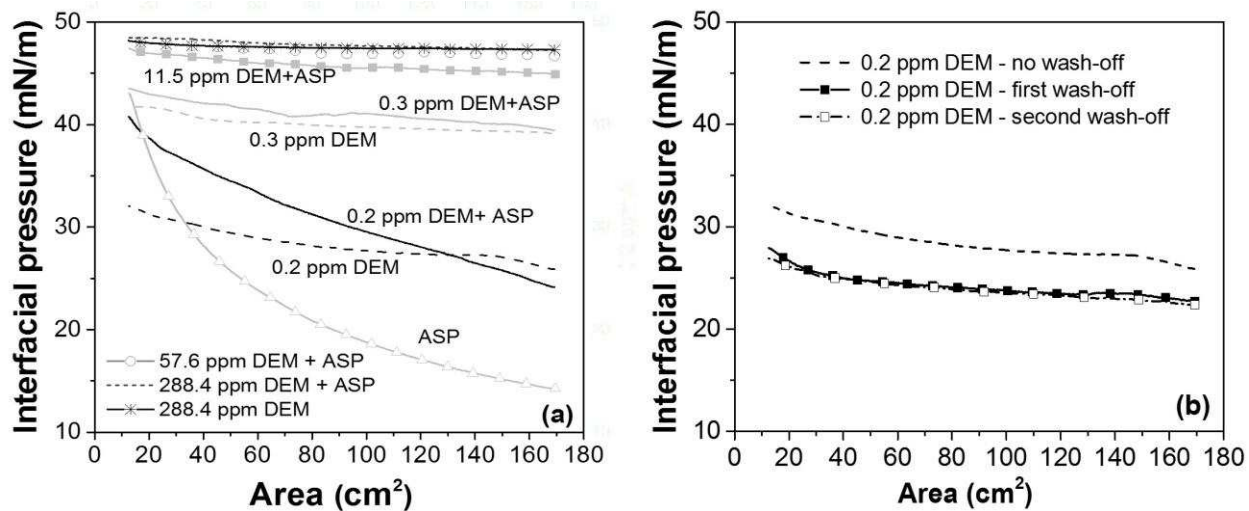 Interfacial pressure (mN/m)
50
40
30
20
10
11.5 ppm DEM+ASP
0.3 ppm DEM+ASP
0.3 ppm DEM
0.2 ppm DEM+ ASP
0.2 ppm DEM
ASP
57.6 ppm DEM + ASP
288.4 ppm DEM + ASP
288.4 ppm DEM
(a)
0 20 40 60 80 100 120 140 160 180
Area (cm²)
Interfacial pressure (mN/m)
50
40
30
20
10
0.2 ppm DEM - no wash-off
0.2 ppm DEM - first wash-off
0.2 ppm DEM - second wash-off
(b)
0 20 40 60 80 100 120 140 160 180
Area (cm²)